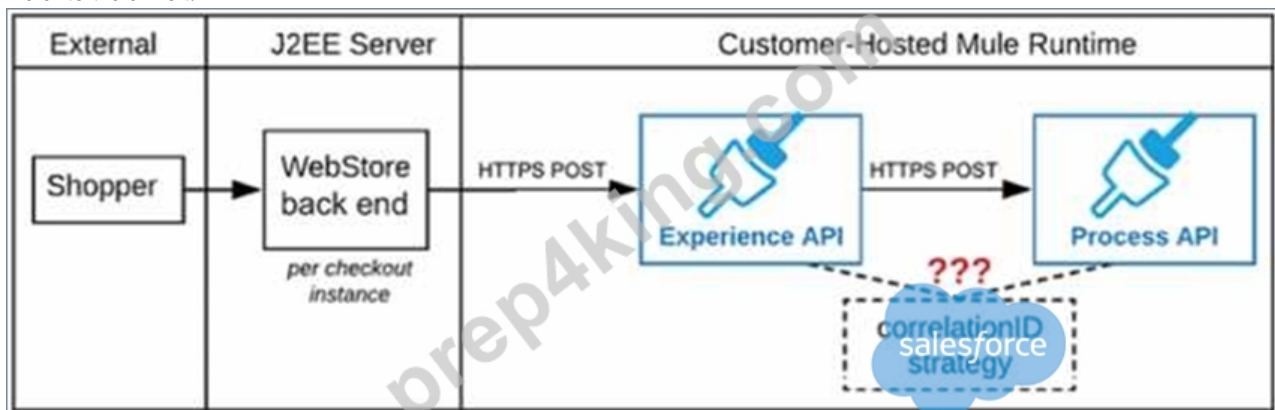 External
J2EE Server
Customer-Hosted Mule Runtime
Shopper
WebStore
back end
per checkout
instance
HTTPS POST
Experience API
HTTPS POST
Process API
???
correlationID
strategy
salesforce
prep4king.com